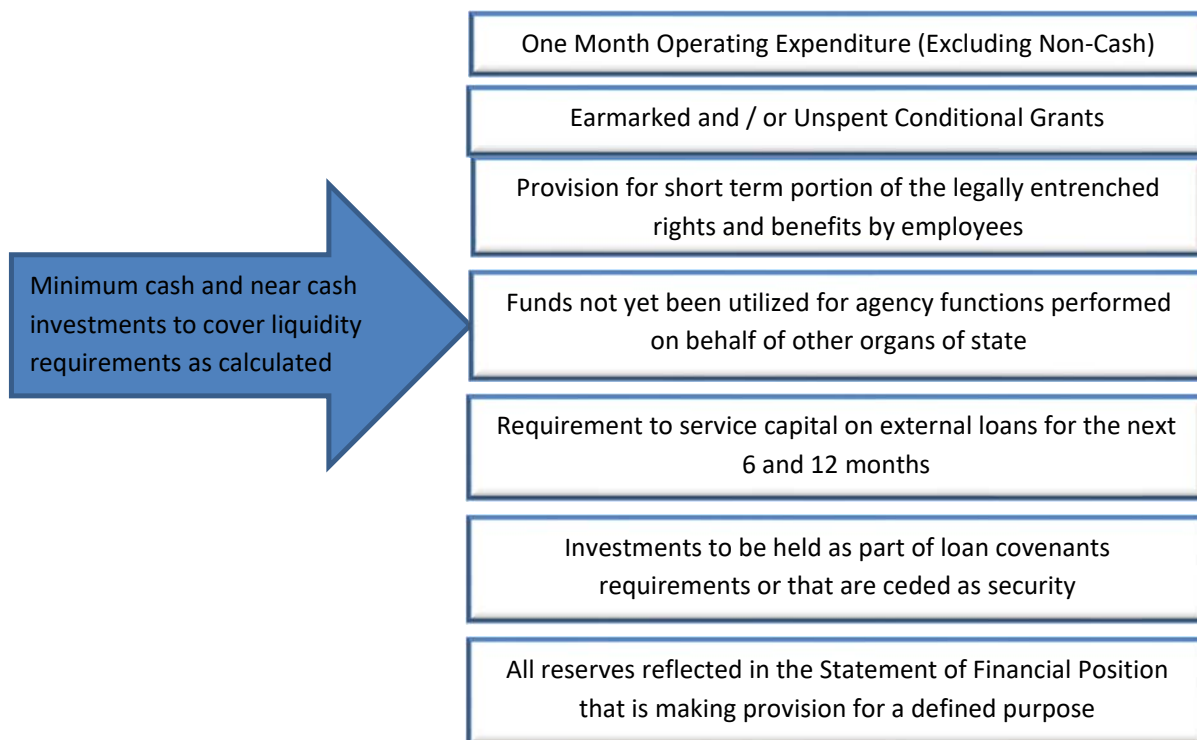 One Month Operating Expenditure (Excluding Non-Cash)
Earmarked and / or Unspent Conditional Grants
Provision for short term portion of the legally entrenched
rights and benefits by employees
Minimum cash and near cash
investments to cover liquidity
requirements as calculated
Funds not yet been utilized for agency functions performed
on behalf of other organs of state
Requirement to service capital on external loans for the next
6 and 12 months
Investments to be held as part of loan covenants
requirements or that are ceded as security
All reserves reflected in the Statement of Financial Position
that is making provision for a defined purpose